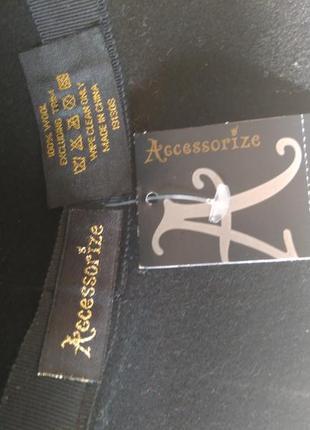 100% WOOL
EXCLUDING TRIM
WIPE CLEAN ONLY
MADE IN CHINA
Accessorize
A
Accessorize